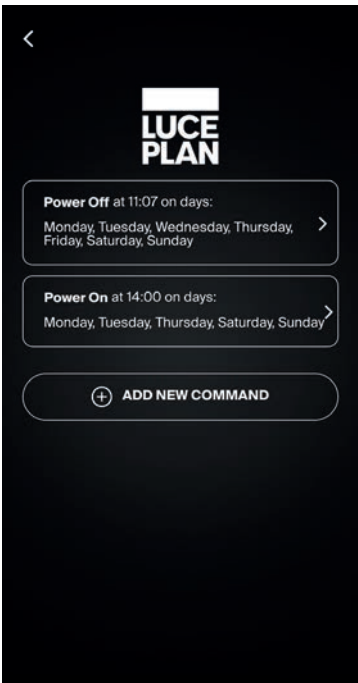 LUCE
PLAN
Power Off at 11:07 on days:
Monday, Tuesday, Wednesday, Thursday,
Friday, Saturday, Sunday
Power On at 14:00 on days:
Monday, Tuesday, Thursday, Saturday, Sunday
ADD NEW COMMAND